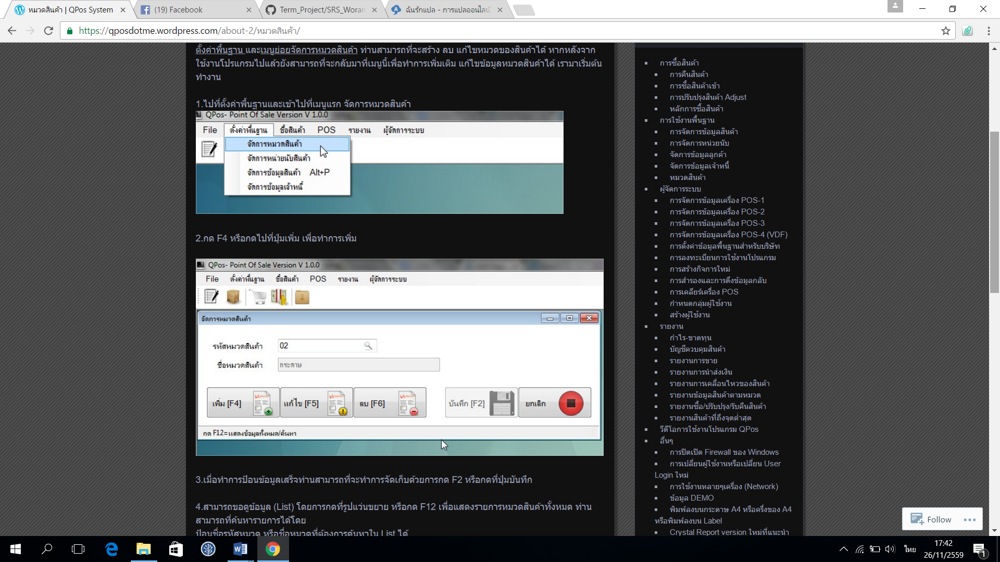 หมวดสินค้า | QPos System
(19) Facebook
Term_Project/SRS_Woran
ฉันรักแปล - การแปลออนไลน์
https://qposdotme.wordpress.com/about-2/หมวดสินค้า/
ตั้งค่าพื้นฐาน และเมนูย่อยจัดการหมวดสินค้า ท่านสามารถที่จะสร้าง ลบ แก้ไขหมวดของสินค้าได้ หากหลังจาก
ใช้งานโปรแกรมไปแล้วยังสามารถที่จะกลับมาที่เมนูนี้เพื่อทำการเพิ่มเติม แก้ไขข้อมูลหมวดสินค้าได้ เรามาเริ่มต้น
ทำงาน
1.ไปที่ตั้งค่าพื้นฐานและเข้าไปที่เมนูแรก จัดการหมวดสินค้า
QPos- Point Of Sale Version V 1.0.0
File ตั้งค่าพื้นฐาน ซื้อสินค้า POS รายงาน ผู้จัดการระบบ
จัดการหมวดสินค้า
จัดการหน่วยนับสินค้า
จัดการข้อมูลสินค้า Alt+P
จัดการข้อมูลเจ้าหนี้
2.กด F4 หรือกดไปที่ปุ่มเพิ่ม เพื่อทำการเพิ่ม
QPos- Point Of Sale Version V 1.0.0
File ตั้งค่าพื้นฐาน ซื้อสินค้า POS รายงาน ผู้จัดการระบบ
จัดการหมวดสินค้า
รหัสหมวดสินค้า 02
ชื่อหมวดสินค้า กระดาษ
เพิ่ม [F4] แก้ไข [F5] ลบ [F6] บันทึก [F2] ยกเลิก
กด F12=แสดงข้อมูลทั้งหมด/ค้นหา
3.เมื่อทำการป้อนข้อมูลเสร็จท่านสามารถที่จะทำการจัดเก็บด้วยการกด F2 หรือกดที่ปุ่มบันทึก
4.สามารถขอดูข้อมูล (List) โดยการกดที่รูปแว่นขยาย หรือกด F12 เพื่อแสดงรายการหมวดสินค้าทั้งหมด ท่าน
สามารถที่ค้นหารายการได้โดย
ป้อนชื่อรหัสหมวด หรือชื่อหมวดที่ต้องการค้นหาใน List ได้
การซื้อสินค้า
การคืนสินค้า
การซื้อสินค้าเข้า
การปรับปรุงสินค้า Adjust
หลักการซื้อสินค้า
การใช้งานพื้นฐาน
การจัดการข้อมูลสินค้า
การจัดการหน่วยนับ
จัดการข้อมูลลูกค้า
จัดการข้อมูลเจ้าหนี้
หมวดสินค้า
ผู้จัดการระบบ
การจัดการข้อมูลเครื่อง POS-1
การจัดการข้อมูลเครื่อง POS-2
การจัดการข้อมูลเครื่อง POS-3
การจัดการข้อมูลเครื่อง POS-4 (VDF)
การตั้งค่าข้อมูลพื้นฐานสำหรับบริษัท
การลงทะเบียนการใช้งานโปรแกรม
การสร้างกิจการใหม่
การสำรองและการดึงข้อมูลกลับ
การเคลียร์เครื่อง POS
กำหนดกลุ่มผู้ใช้งาน
สร้างผู้ใช้งาน
รายงาน
กำไร-ขาดทุน
บัญชีควบคุมสินค้า
รายงานการขาย
รายงานการนำส่งเงิน
รายงานการเคลื่อนไหวของสินค้า
รายงานข้อมูลสินค้าตามหมวด
รายงานซื้อ/ปรับปรุง/รับคืนสินค้า
รายงานสินค้าที่ถึงจุดต่ำสุด
วีดีโอการใช้งานโปรแกรม QPos
อื่นๆ
การปิดเปิด Firewall ของ Windows
การเปลี่ยนผู้ใช้งานหรือเปลี่ยน User
Login ใหม่
การใช้งานหลายๆเครื่อง (Network)
ข้อมูล DEMO
พิมพ์ลงบนกระดาษ A4 หรือครึ่งของ A4
หรือพิมพ์ลงบน Label
Crystal Report version ใหม่ที่แนะนำ
Follow
ไทย
17:42
26/11/2559
1